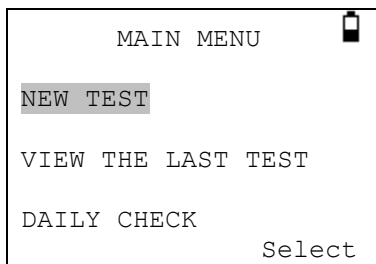 MAIN MENU
NEW TEST
VIEW THE LAST TEST
DAILY CHECK
Select